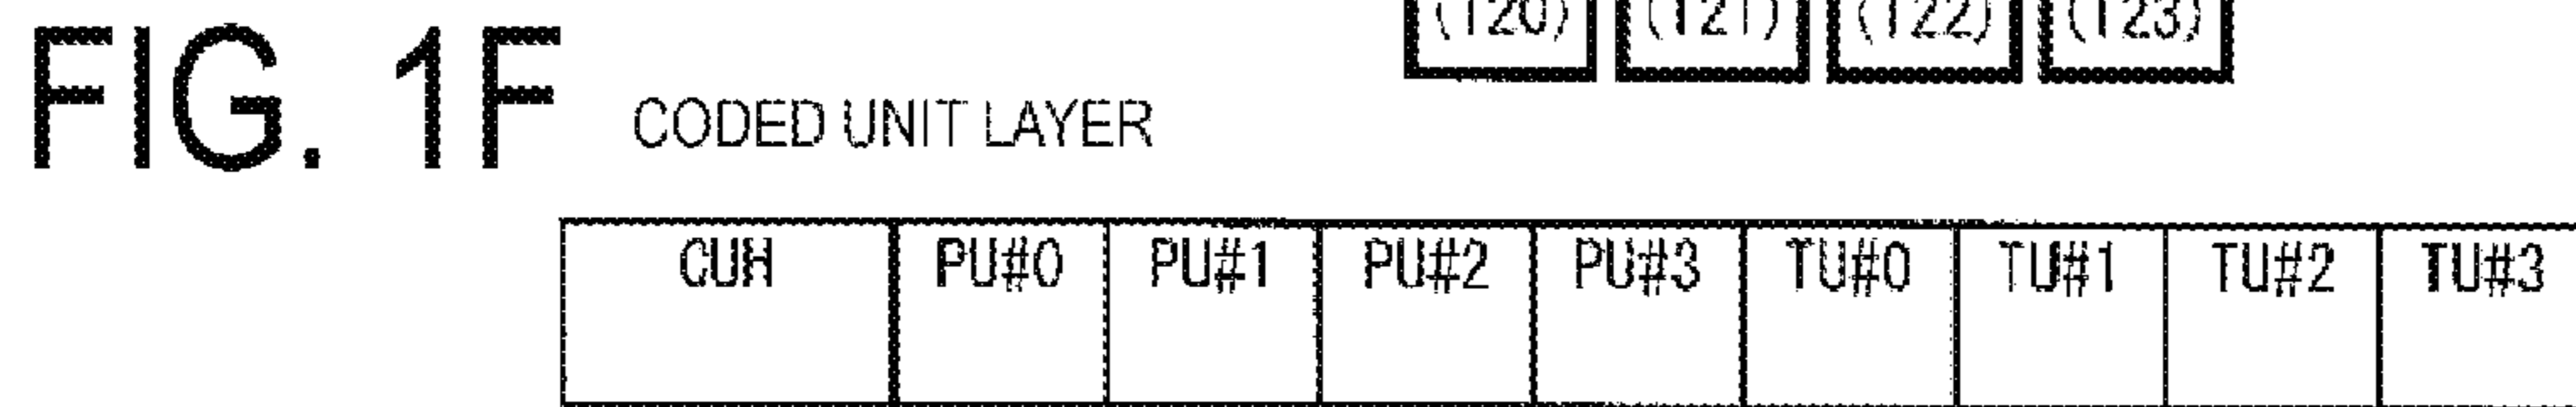 (120) (121) (122) (123)
FIG. 1F CODED UNIT LAYER
CUH PU#0 PU#1 PU#2 PU#3 TU#0 TU#1 TU#2 TU#3